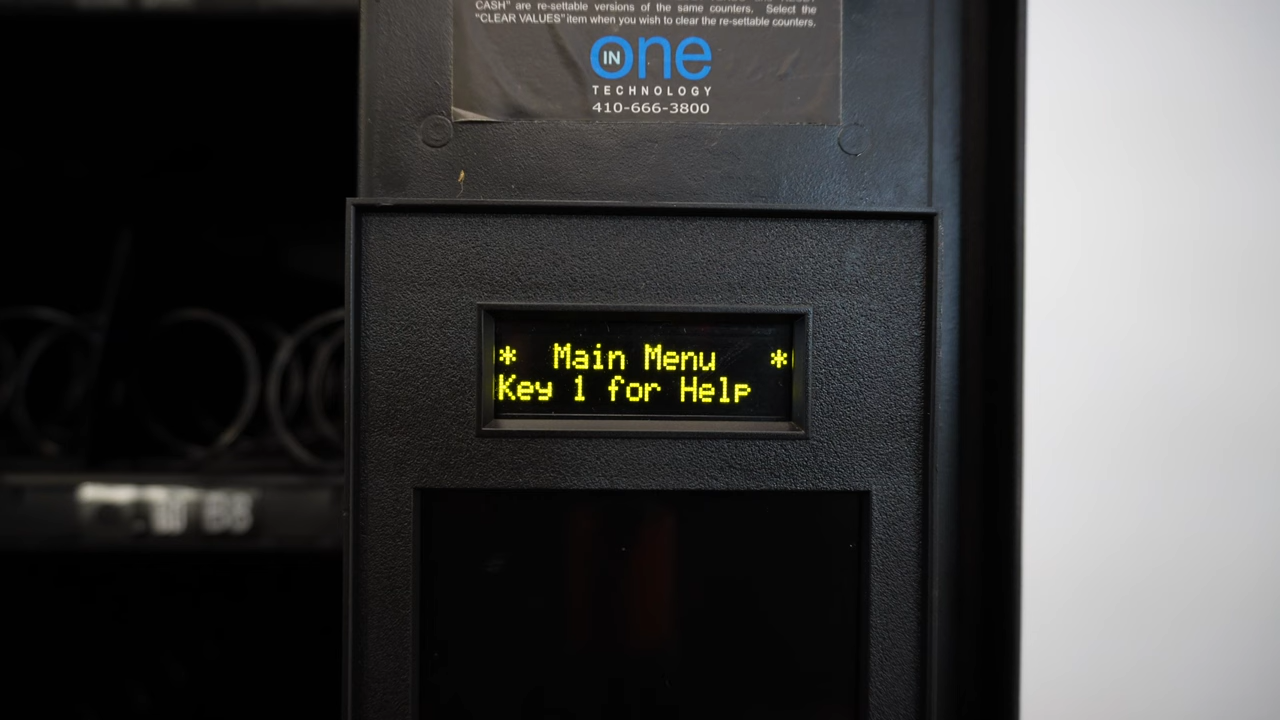 CASH" are re-settable versions of the same counters. Select the
"CLEAR VALUES" item when you wish to clear the re-settable counters.
IN one
TECHNOLOGY
410-666-3800
* Main Menu *
Key 1 for Help